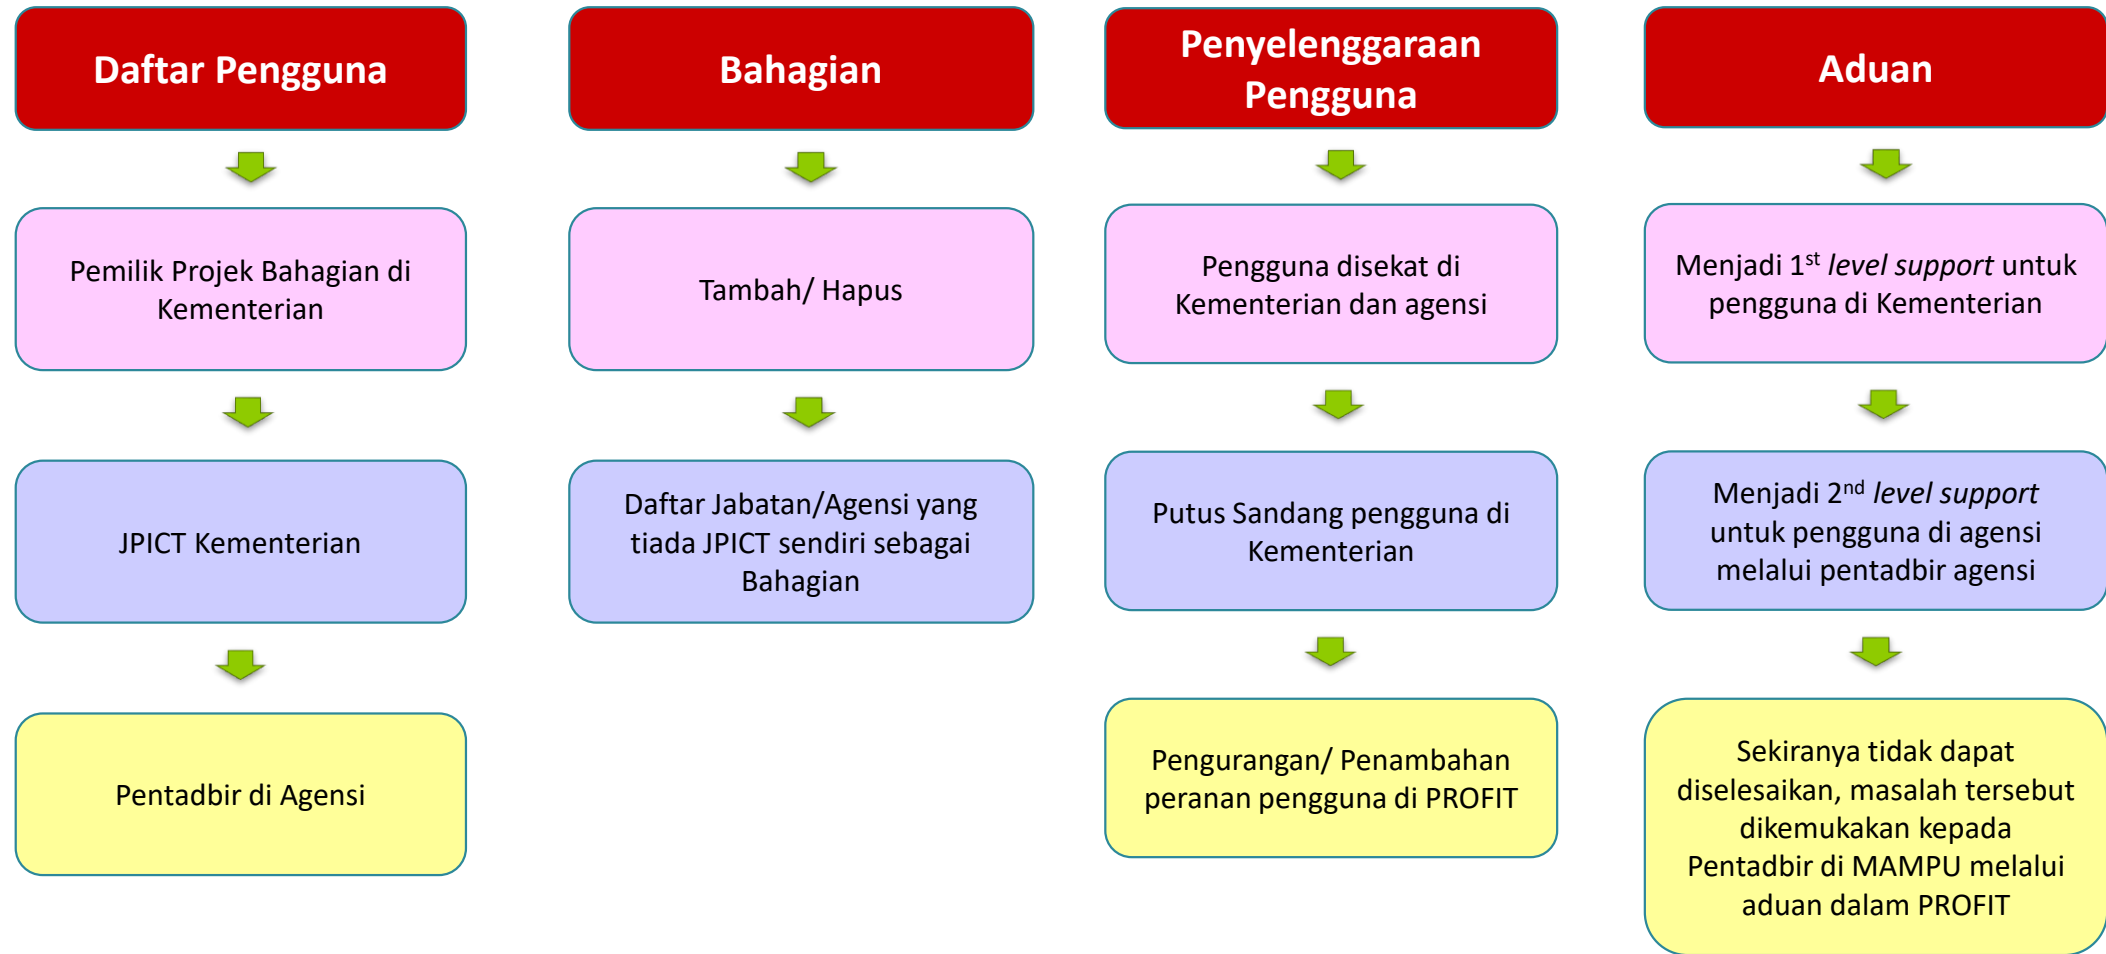 Daftar Pengguna
Pemilik Projek Bahagian di
Kementerian
JPICT Kementerian
Pentadbir di Agensi
Bahagian
Tambah/ Hapus
Daftar Jabatan/Agensi yang
tiada JPICT sendiri sebagai
Bahagian
Penyelenggaraan
Pengguna
Pengguna disekat di
Kementerian dan agensi
Putus Sandang pengguna di
Kementerian
Pengurangan/ Penambahan
peranan pengguna di PROFIT
Aduan
Menjadi 1st level support untuk
pengguna di Kementerian
Menjadi 2nd level support
untuk pengguna di agensi
melalui pentadbir agensi
Sekiranya tidak dapat
diselesaikan, masalah tersebut
dikemukakan kepada
Pentadbir di MAMPU melalui
aduan dalam PROFIT